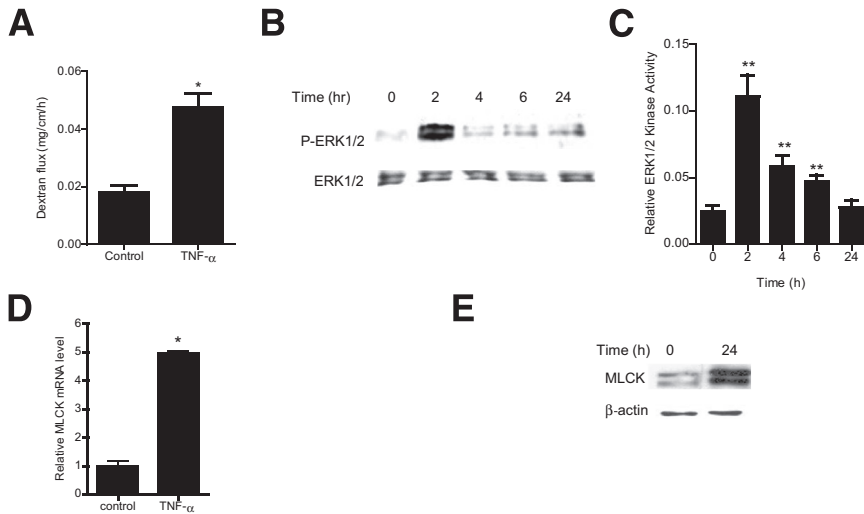 A
Dextran flux (mg/cm/h)
0.06
0.04
0.02
0.00
*
Control
TNF-α
B
Time (hr) 0 2 4 6 24
P-ERK1/2
ERK1/2
C
Relative ERK1/2 Kinase Activity
0.15
0.10
0.05
0.00
**
**
**
0 2 4 6 24
Time (h)
D
Relative MLCK mRNA level
6
5
4
3
2
1
0
*
control
TNF-α
E
Time (h) 0 24
MLCK
β-actin